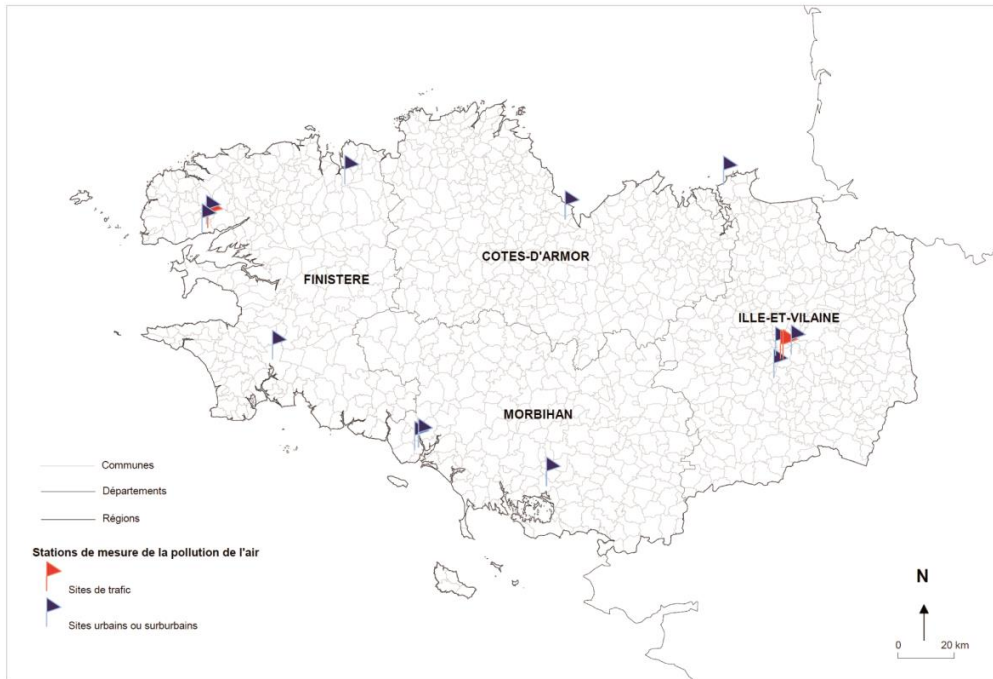 COTES-D'ARMOR
FINISTERE
ILLE-ET-VILAINE
MORBIHAN
Communes
Départements
Régions
Stations de mesure de la pollution de l'air
Sites de trafic
Sites urbains ou surburbains
N
0 20 km